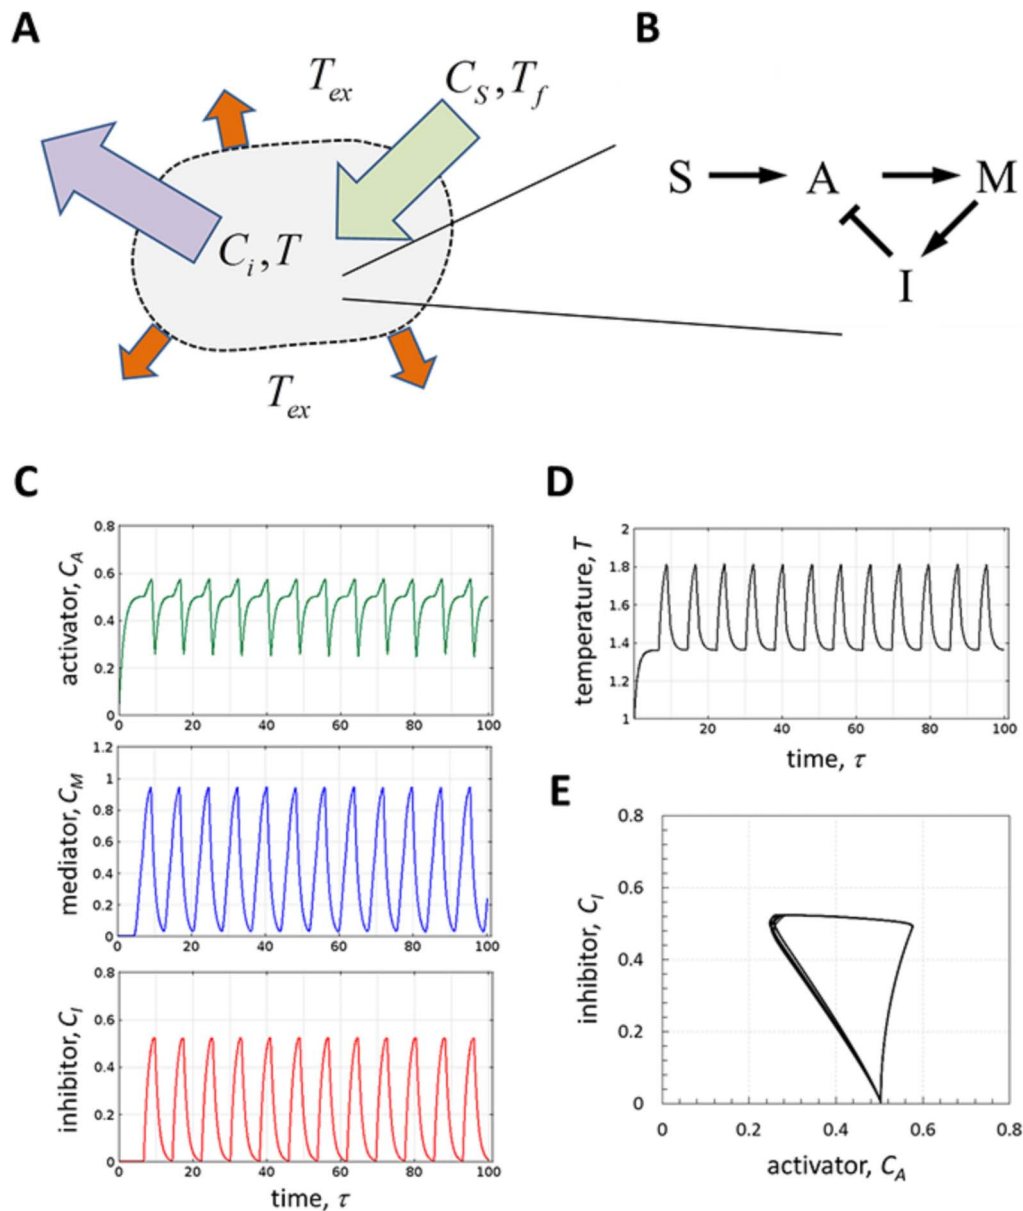 A
B
T_ex
C_S, T_f
S A M
C_i, T
I
T_ex
C
D
activator, C_A
0.8
0.6
0.4
0.2
0
0 20 40 60 80 100
temperature, T
2
1.8
1.6
1.4
1.2
1
20 40 60 80 100
time, τ
mediator, C_M
1.2
1
0.8
0.6
0.4
0.2
0
0 20 40 60 80 100
E
inhibitor, C_I
0.8
0.6
0.4
0.2
0
0 0.2 0.4 0.6 0.8
activator, C_A
inhibitor, C_I
0.8
0.6
0.4
0.2
0
0 20 40 60 80 100
time, τ